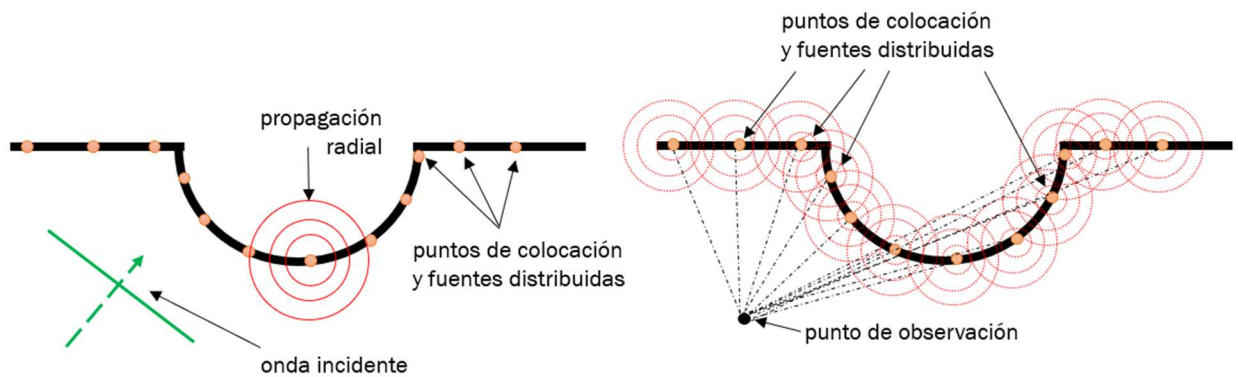 propagación
radial
puntos de colocación
y fuentes distribuidas
onda incidente
puntos de colocación
y fuentes distribuidas
punto de observación